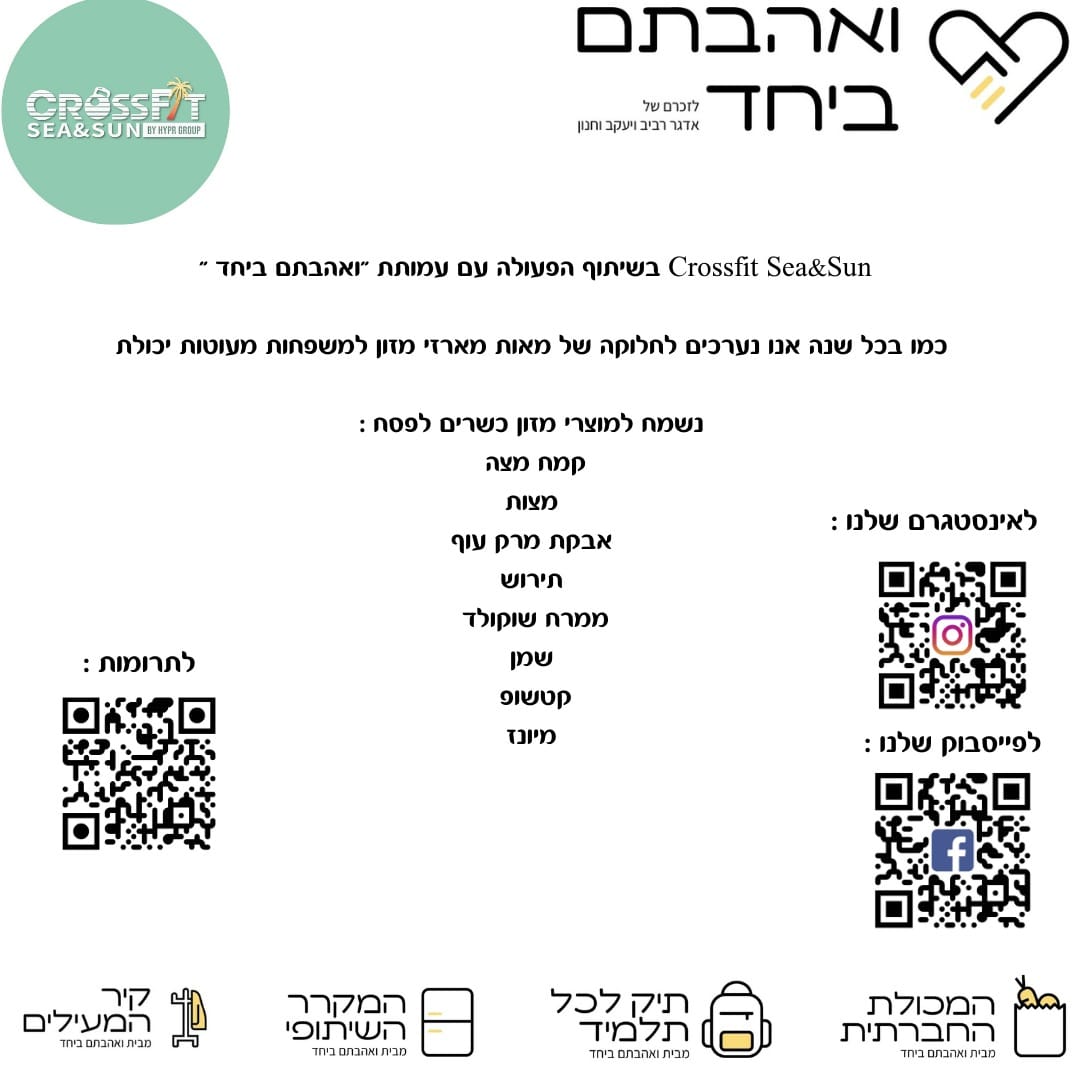 ואהבתם
ביחד
לזכרם של
אדגר רביב ויעקב וחנון
CROSSFIT
SEA&SUN BY HYPR GROUP
Crossfit Sea&Sun בשיתוף הפעולה עם עמותת ״ואהבתם ביחד ״
כמו בכל שנה אנו נערכים לחלוקה של מאות מארזי מזון למשפחות מעוטות יכולת
נשמח למוצרי מזון כשרים לפסח :
קמח מצה
מצות
אבקת מרק עוף
תירוש
ממרח שוקולד
שמן
קטשופ
מיונז
לאינסטגרם שלנו :
לפייסבוק שלנו :
לתרומות :
המכולת
החברתית
מבית ואהבתם ביחד
תיק לכל
תלמיד
מבית ואהבתם ביחד
המקרר
השיתופי
מבית ואהבתם ביחד
קיר
המעילים
מבית ואהבתם ביחד